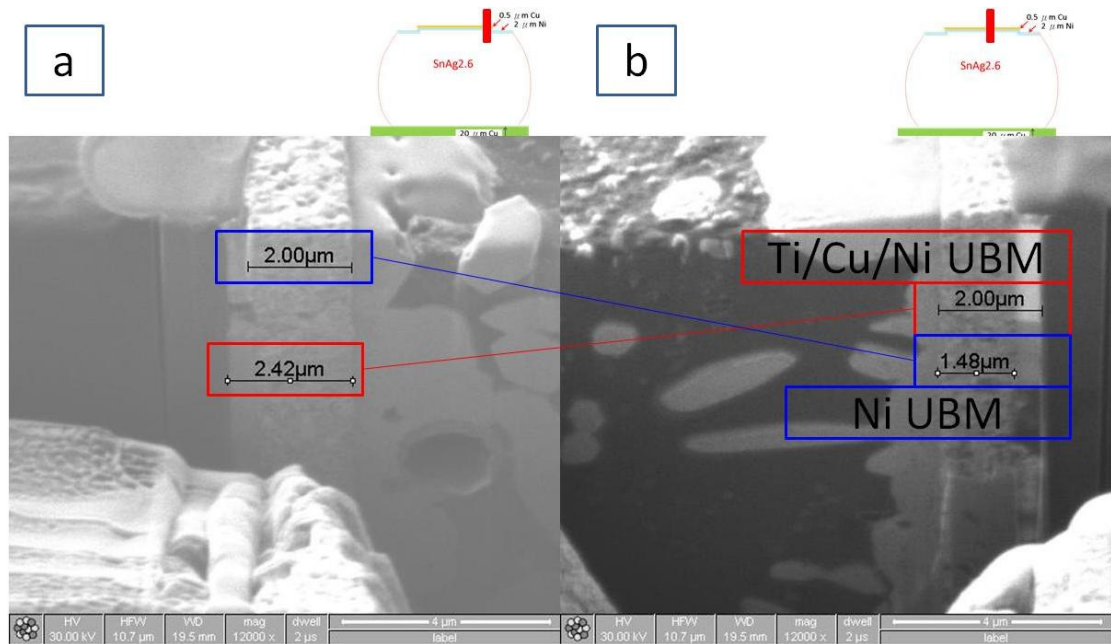 a
0.5 μm Cu
2 μm Ni
SnAg2.6
20 μm Cu
b
0.5 μm Cu
2 μm Ni
SnAg2.6
20 μm Cu
2.00μm
2.42μm
Ti/Cu/Ni UBM
2.00μm
1.48μm
Ni UBM
HV HFW WD mag dwell
30.00 kV 10.7 μm 19.5 mm 12000 x 2 μs
4 μm
label
HV HFW WD mag dwell
30.00 kV 10.7 μm 19.5 mm 12000 x 2 μs
4 μm
label